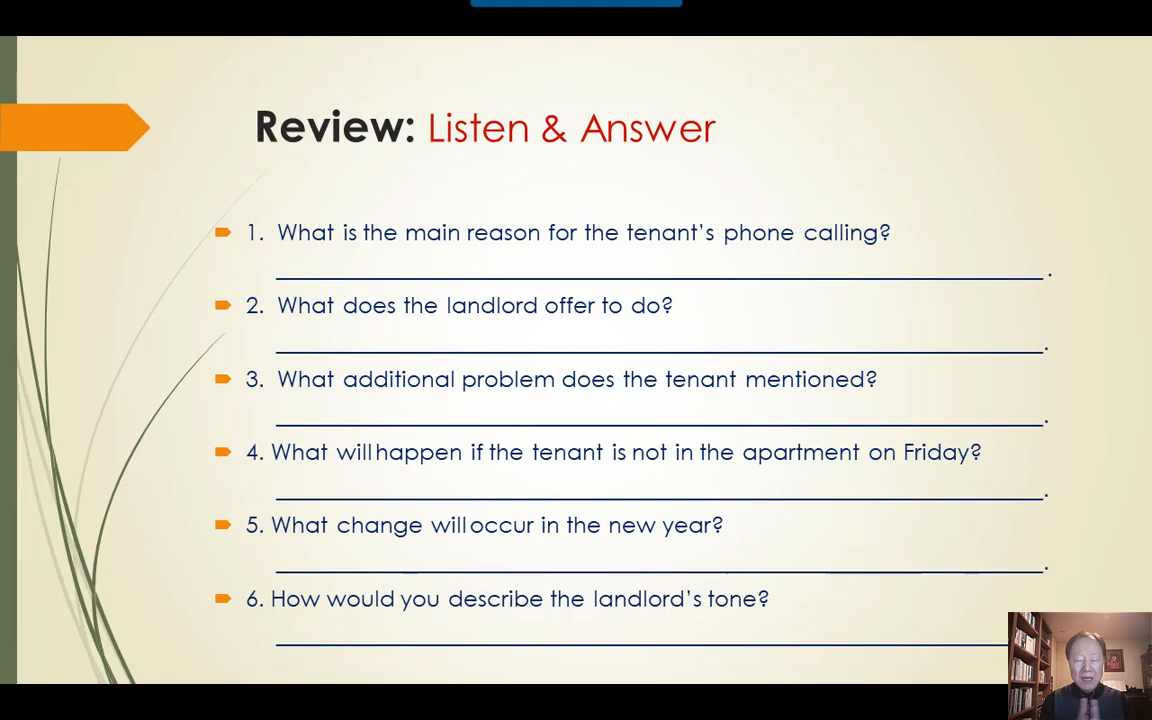 Review: Listen & Answer
1. What is the main reason for the tenant's phone calling?
.
2. What does the landlord offer to do?
.
3. What additional problem does the tenant mentioned?
.
4. What will happen if the tenant is not in the apartment on Friday?
.
5. What change will occur in the new year?
.
6. How would you describe the landlord's tone?